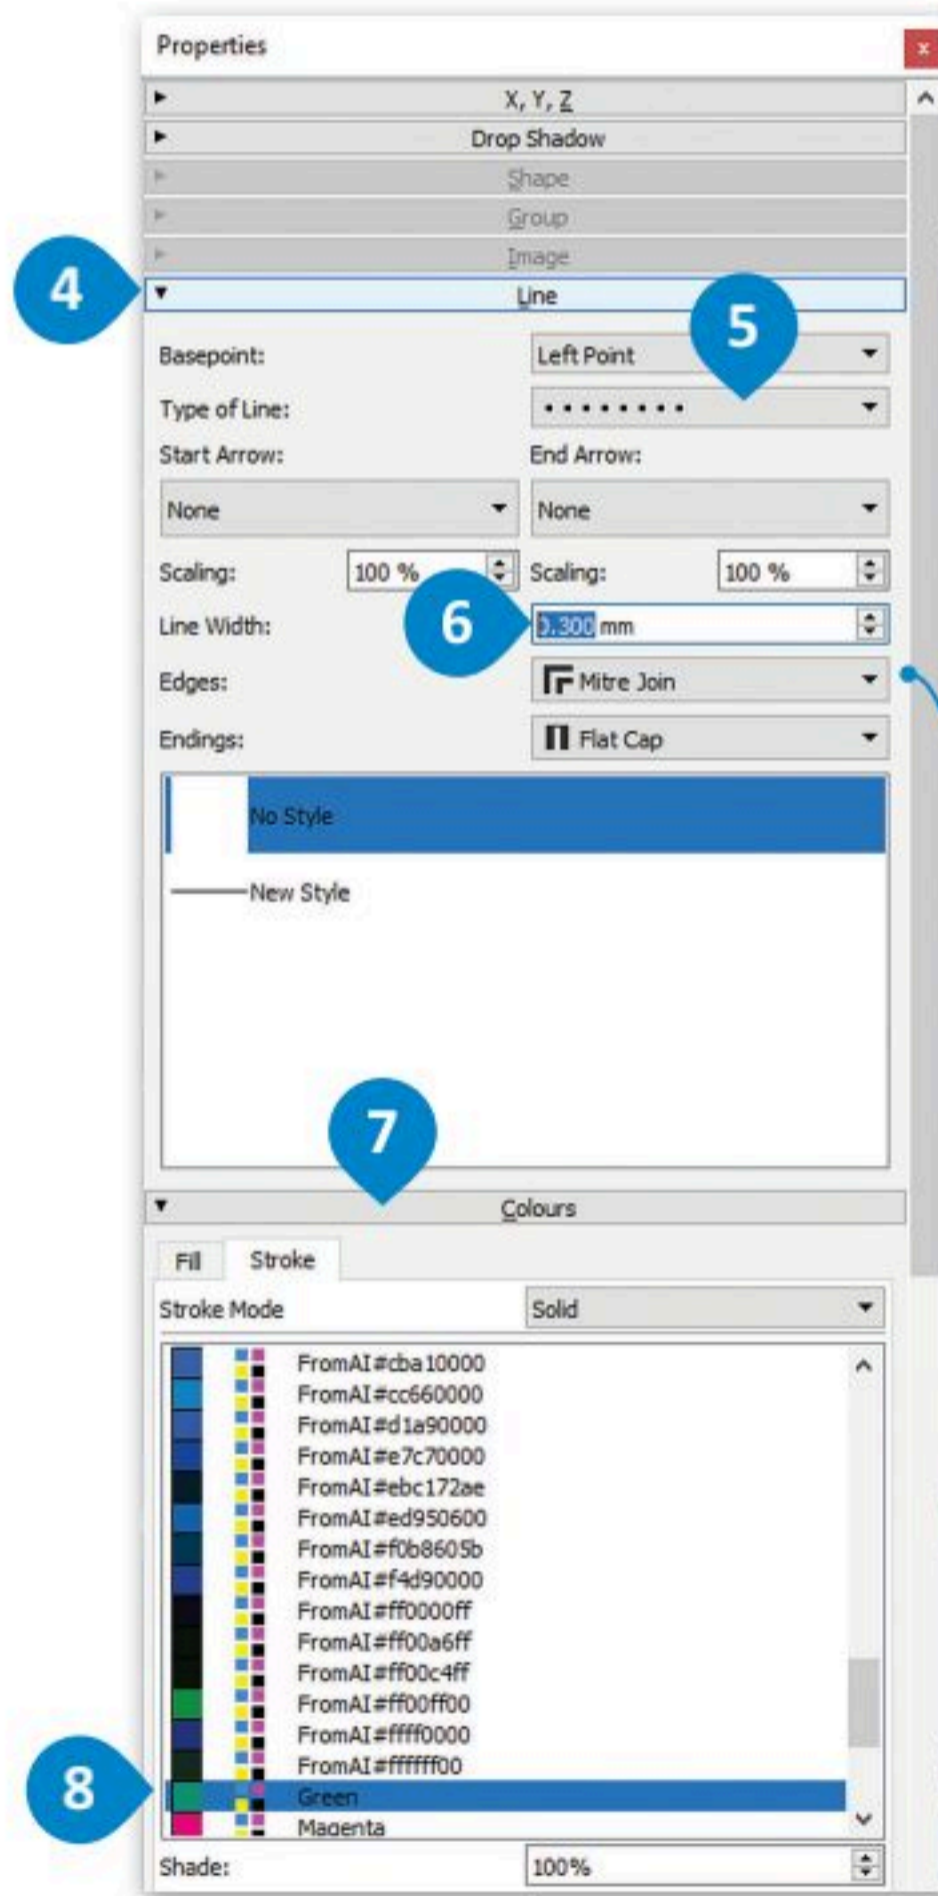 Properties
x
X, Y, Z
Drop Shadow
Shape
Group
Image
4
Line
5
Basepoint: Left Point
Type of Line:
Start Arrow: End Arrow:
None None
Scaling: 100 % Scaling: 100 %
Line Width: 6 0.300 mm
Edges: Mitre Join
Endings: Flat Cap
No Style
New Style
7
Colours
Fill Stroke
Stroke Mode Solid
FromAI#cba10000
FromAI#cc660000
FromAI#d1a90000
FromAI#e7c70000
FromAI#ebc172ae
FromAI#ed950600
FromAI#f0b8605b
FromAI#f4d90000
FromAI#ff0000ff
FromAI#ff00a6ff
FromAI#ff00c4ff
FromAI#ff00ff00
FromAI#ffff0000
FromAI#ffffff00
8 Green
Magenta
Shade: 100%